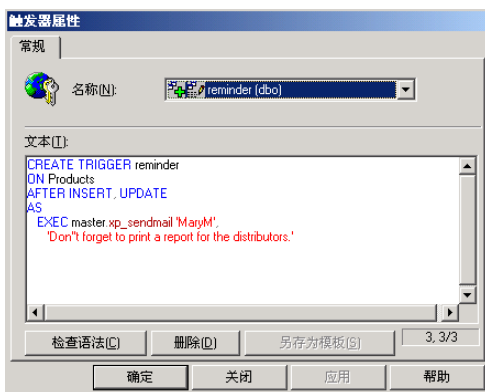 触发器属性
常规
名称(N):
reminder (dbo)
文本(T):
CREATE TRIGGER reminder
ON Products
AFTER INSERT, UPDATE
AS
EXEC master.xp_sendmail 'MaryM',
'Don''t forget to print a report for the distributors.'
检查语法(C) 删除(D) 另存为模板(S) 3, 3/3
确定 关闭 应用 帮助